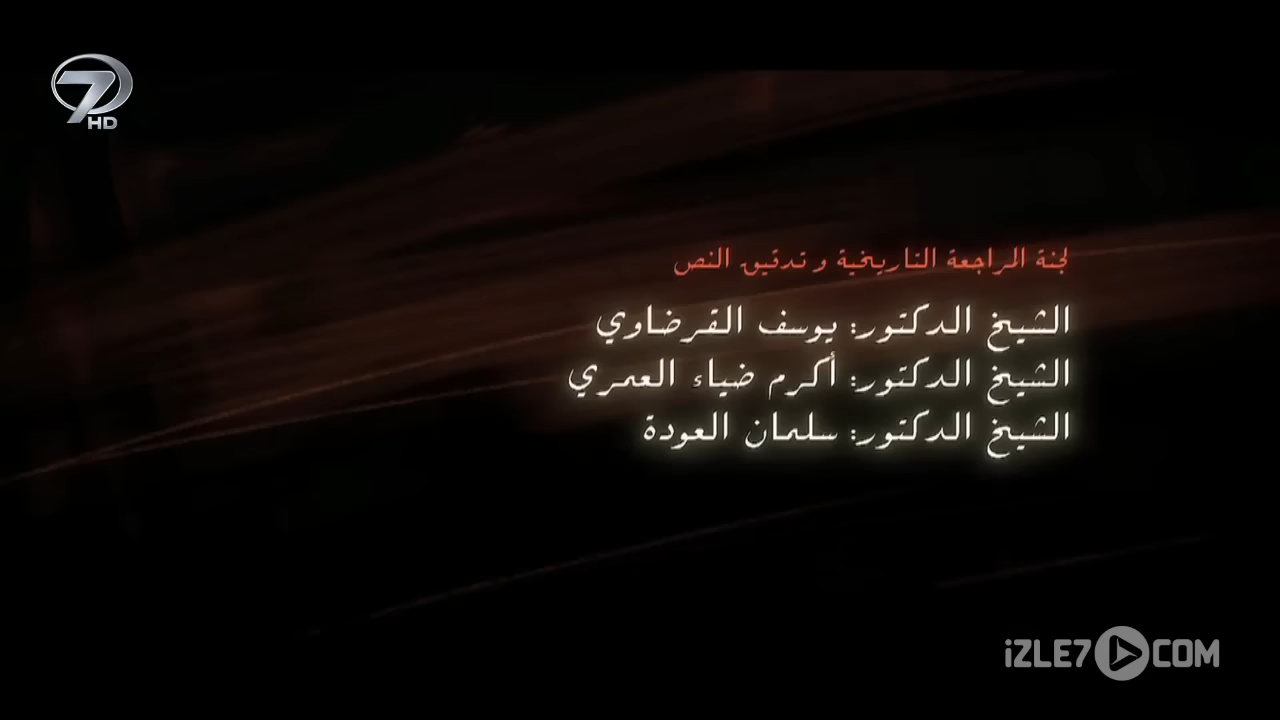 7
HD
لجنة المراجعة التاريخية و تدقيق النص
الشيخ الدكتور: يوسف القرضاوي
الشيخ الدكتور: أكرم ضياء العمري
الشيخ الدكتور: سلمان العودة
iZLE7 COM